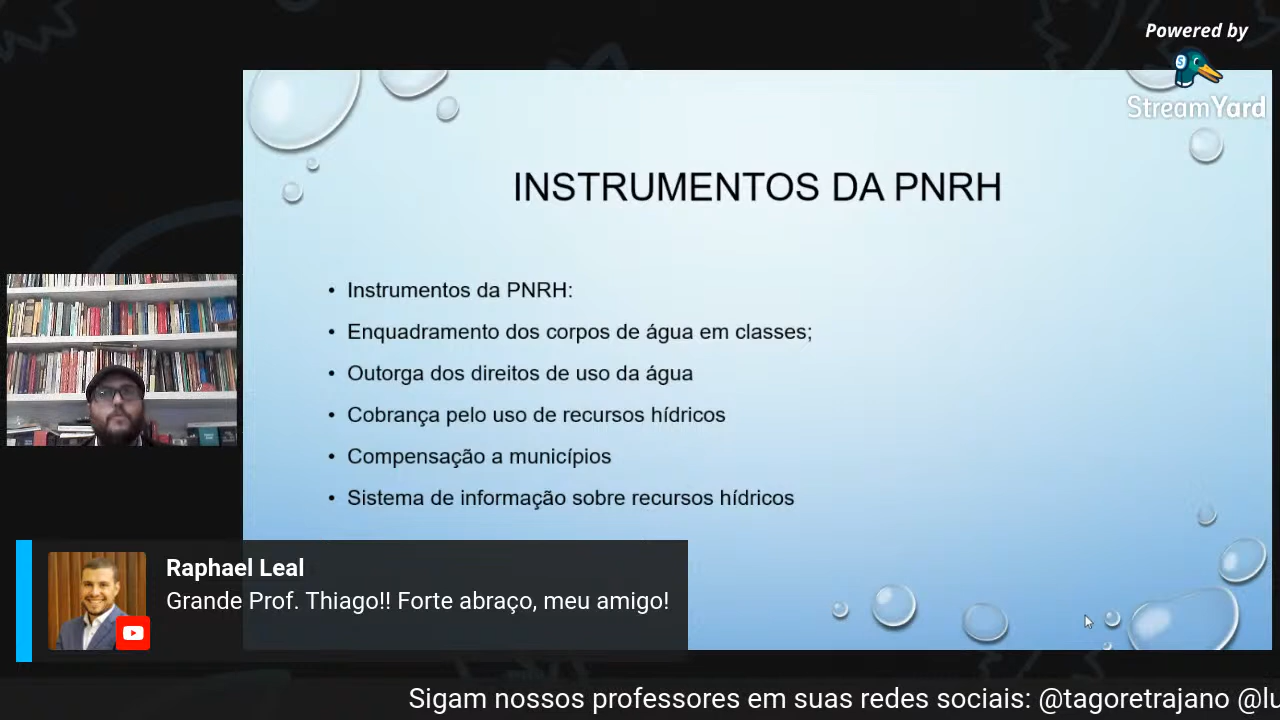 Powered by
StreamYard
INSTRUMENTOS DA PNRH
• Instrumentos da PNRH:
• Enquadramento dos corpos de água em classes;
• Outorga dos direitos de uso da água
• Cobrança pelo uso de recursos hídricos
• Compensação a municípios
• Sistema de informação sobre recursos hídricos
Raphael Leal
Grande Prof. Thiago!! Forte abraço, meu amigo!
Sigam nossos professores em suas redes sociais: @tagoretrajano @lu